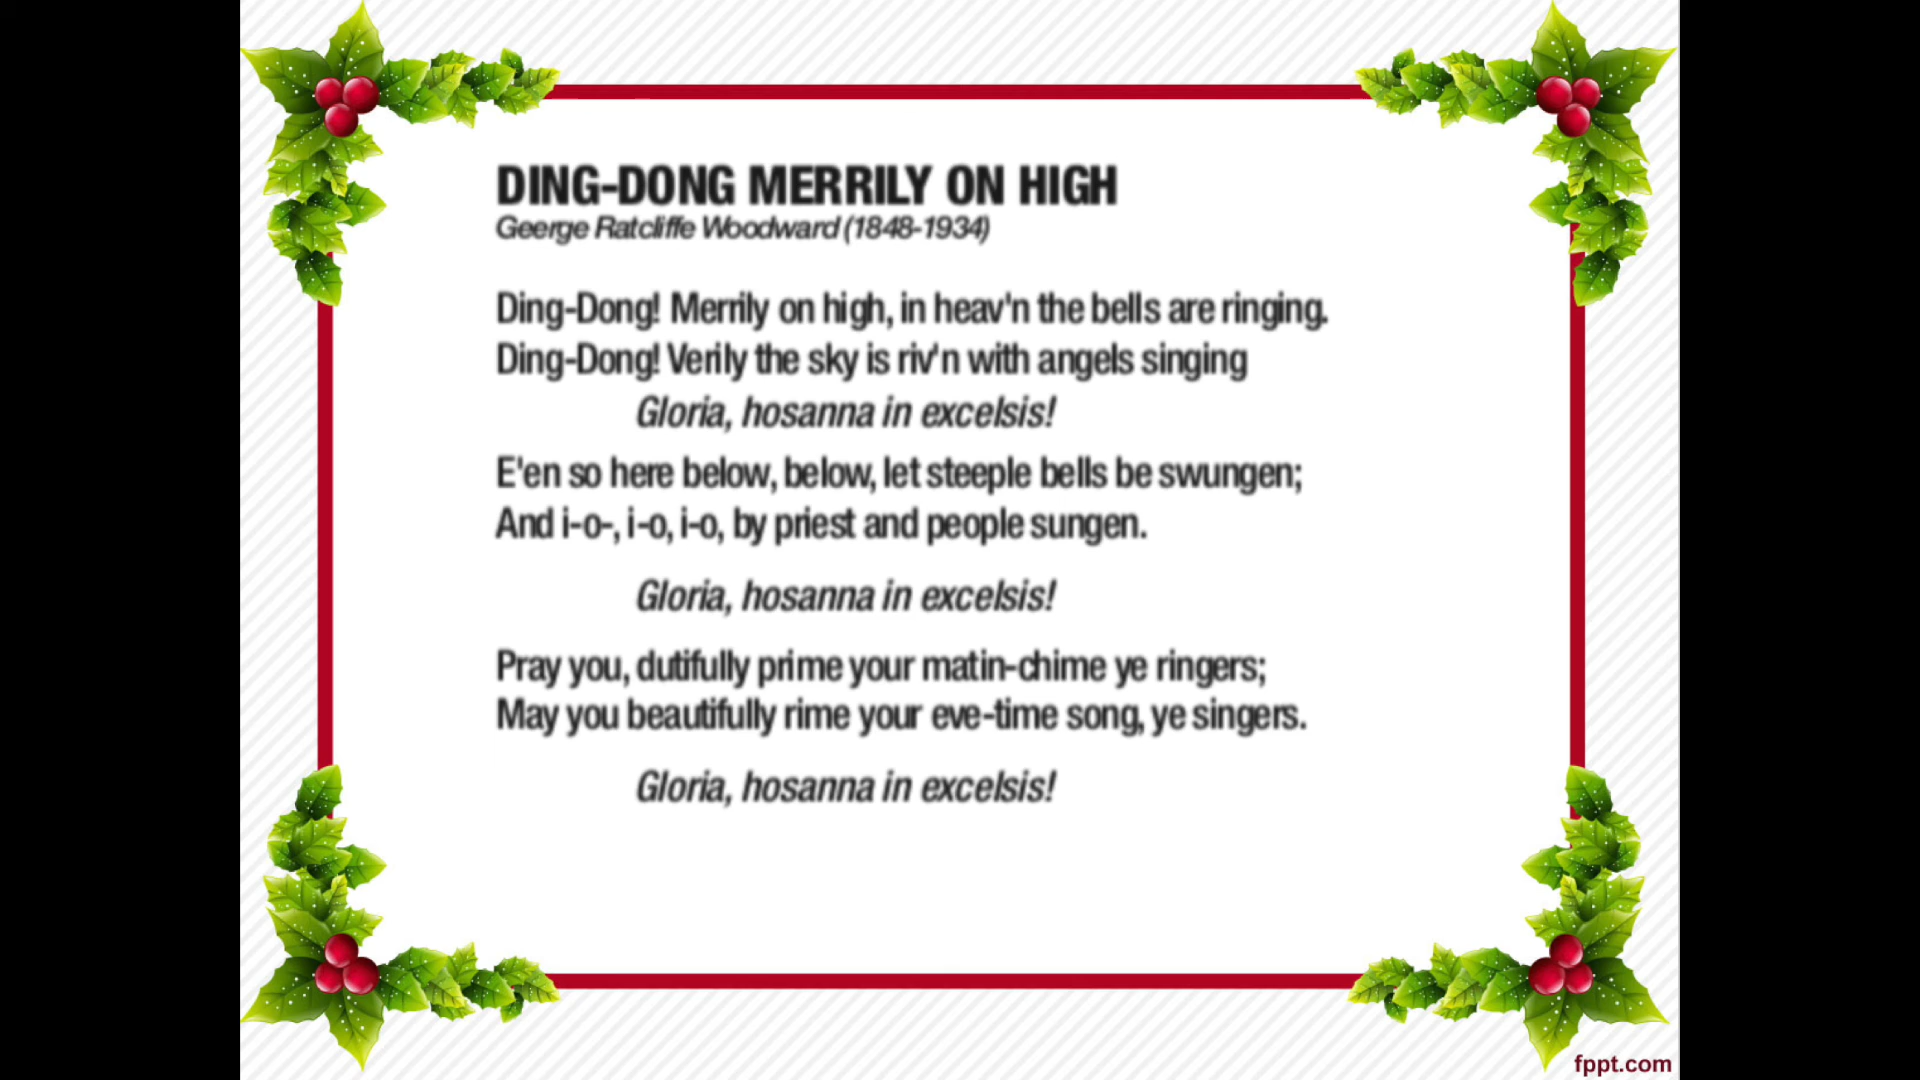 DING-DONG MERRILY ON HIGH
Geerge Ratcliffe Woodward (1848-1934)
Ding-Dong! Merrily on high, in heav'n the bells are ringing.
Ding-Dong! Verily the sky is riv'n with angels singing
Gloria, hosanna in excelsis!
E'en so here below, below, let steeple bells be swungen;
And i-o-, i-o, i-o, by priest and people sungen.
Gloria, hosanna in excelsis!
Pray you, dutifully prime your matin-chime ye ringers;
May you beautifully rime your eve-time song, ye singers.
Gloria, hosanna in excelsis!
fppt.com